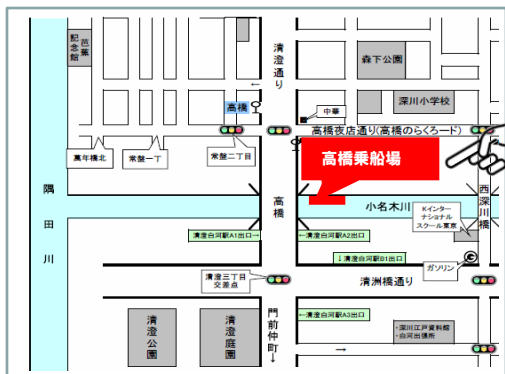 芭蕉
記念館
清澄通り
←
森下公園
高橋
中華
深川小学校
高橋夜店通り(高橋のらくろード)
萬年橋北
常盤一丁
常盤二丁目
高橋乗船場
隅田川
高橋
小名木川
西深川橋
Kインター
ナショナル
スクール東京
清澄白河駅A1出口→
←清澄白河駅A2出口
↓清澄白河駅B1出口
ガソリン
清澄三丁目
交差点
清洲橋通り
清澄公園
清澄庭園
門前仲町↓
←清澄白河駅A3出口
・深川江戸資料館
・白河出張所
→